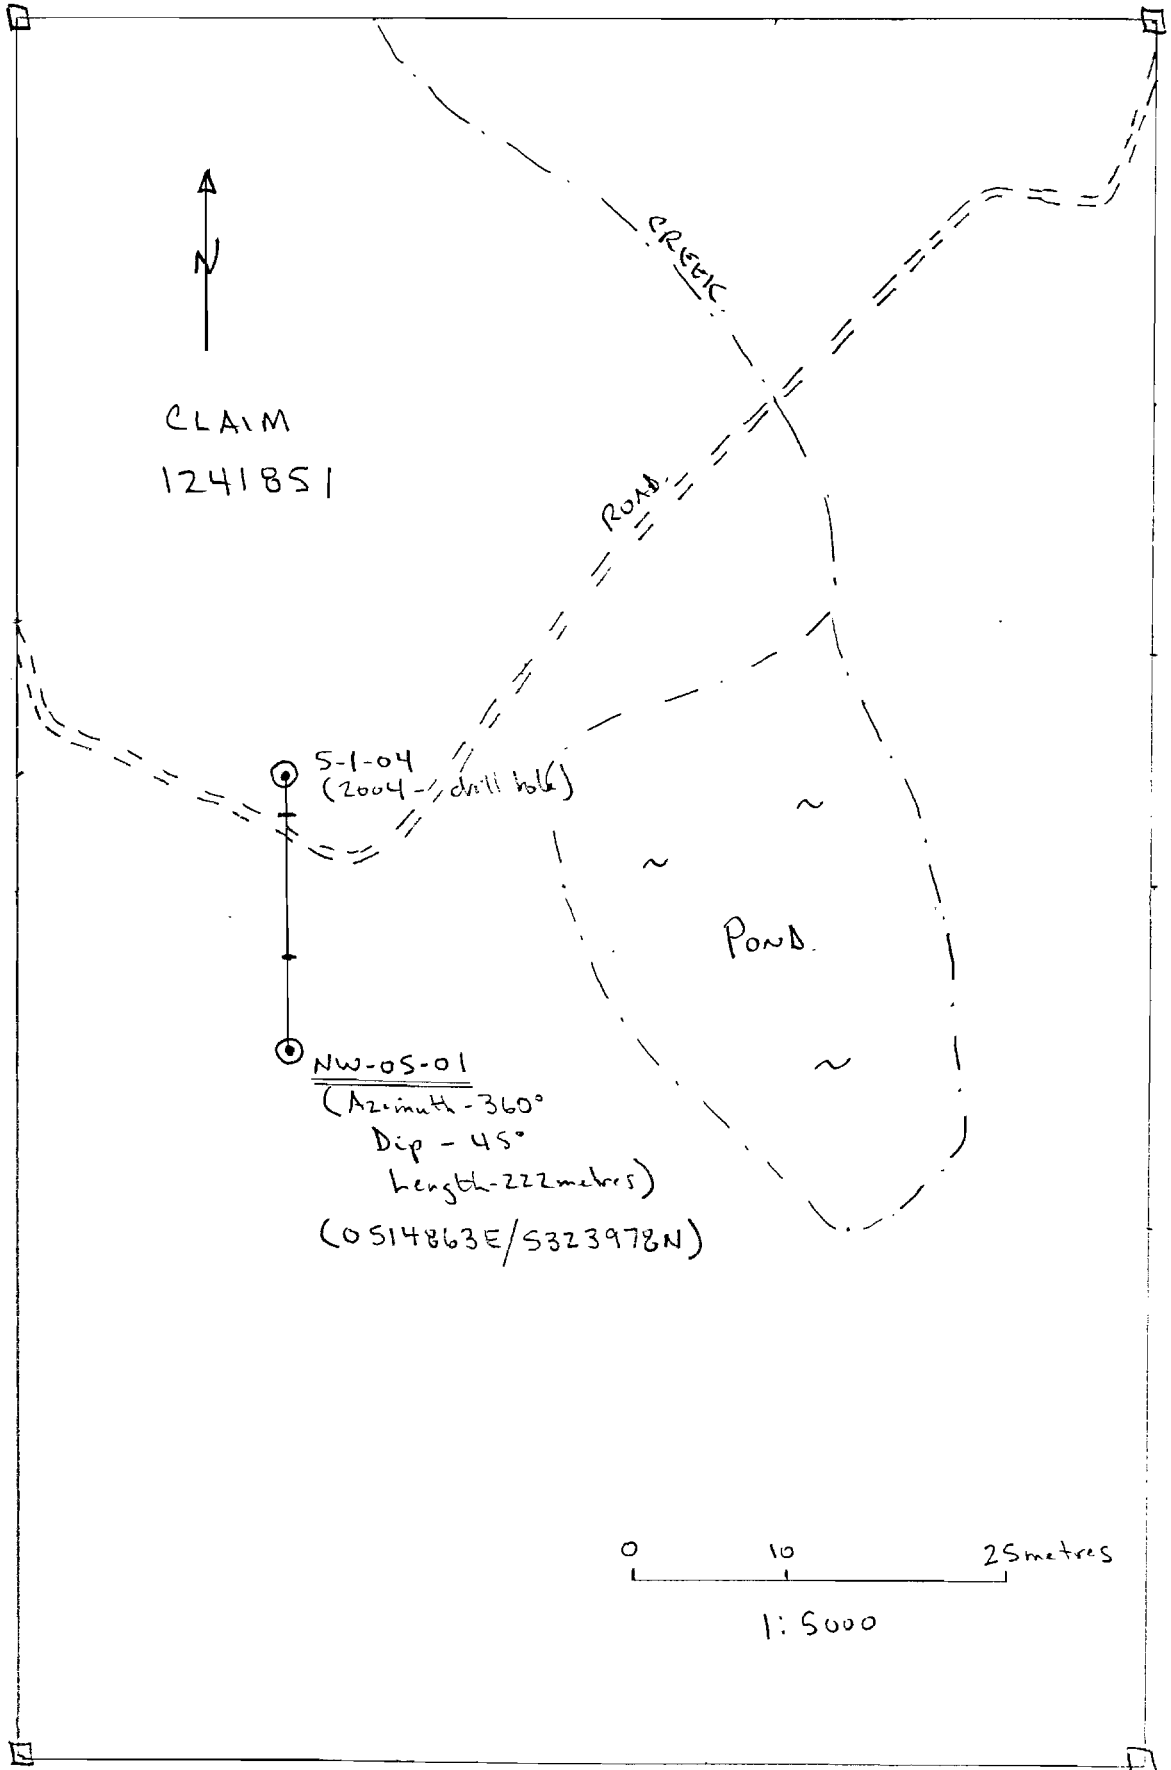 N
CLAIM
1241851
CREEK
ROAD.
S-1-04
(2004 - drill hole)
POND.
NW-05-01
(Azimuth - 360°
Dip - 45°
Length - 222 metres)
(0514863E/5323978N)
0 10 25 metres
1:5000